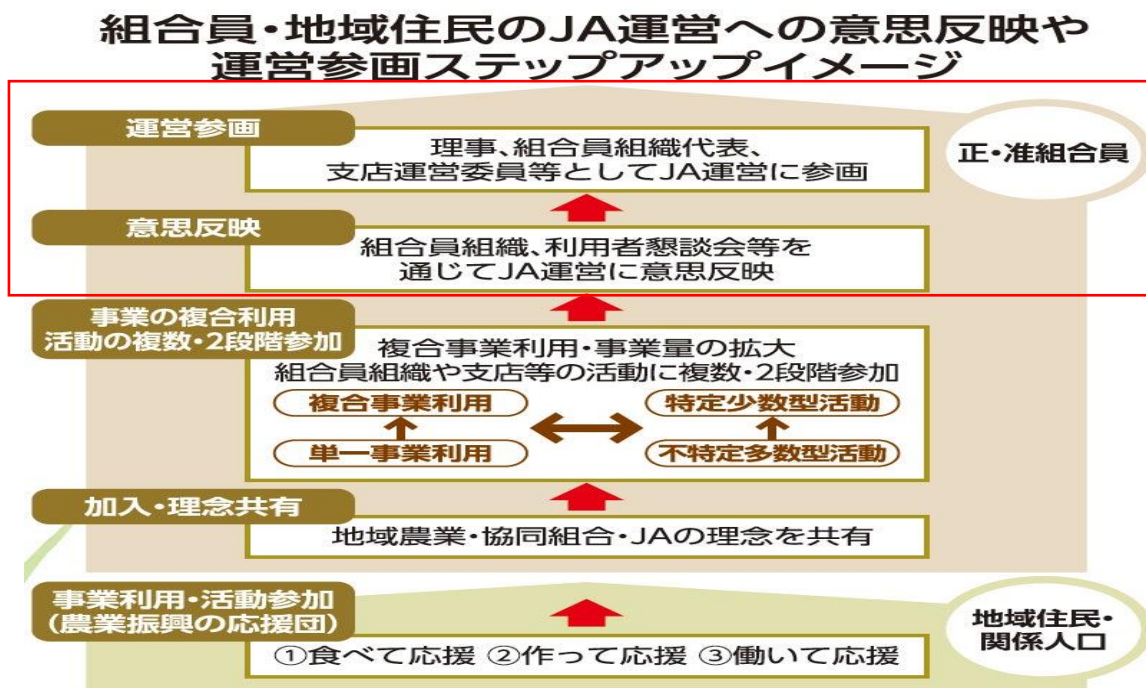 組合員・地域住民のJA運営への意思反映や
運営参画ステップアップイメージ
運営参画
理事、組合員組織代表、
支店運営委員等としてJA運営に参画
正・准組合員
意思反映
組合員組織、利用者懇談会等を
通じてJA運営に意思反映
事業の複合利用
活動の複数・2段階参加
複合事業利用・事業量の拡大
組合員組織や支店等の活動に複数・2段階参加
複合事業利用
特定少数型活動
単一事業利用
不特定多数型活動
加入・理念共有
地域農業・協同組合・JAの理念を共有
事業利用・活動参加
(農業振興の応援団)
①食べて応援 ②作って応援 ③働いて応援
地域住民・
関係人口